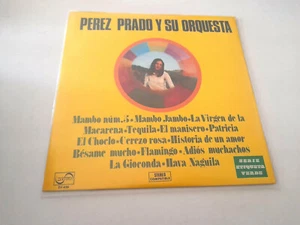 PEREZ PRADO Y SU ORQUESTA
Mambo núm.5•Mambo Jambo•La Virgen de la
Macarena•Tequila•El manisero•Patricia
El Choclo•Cerezo rosa•Historia de un amor
Bésame mucho•Flamingo•Adiós muchachos
La Gioconda•Hava Naguila
SERIE
ETIQUETA
VERDE